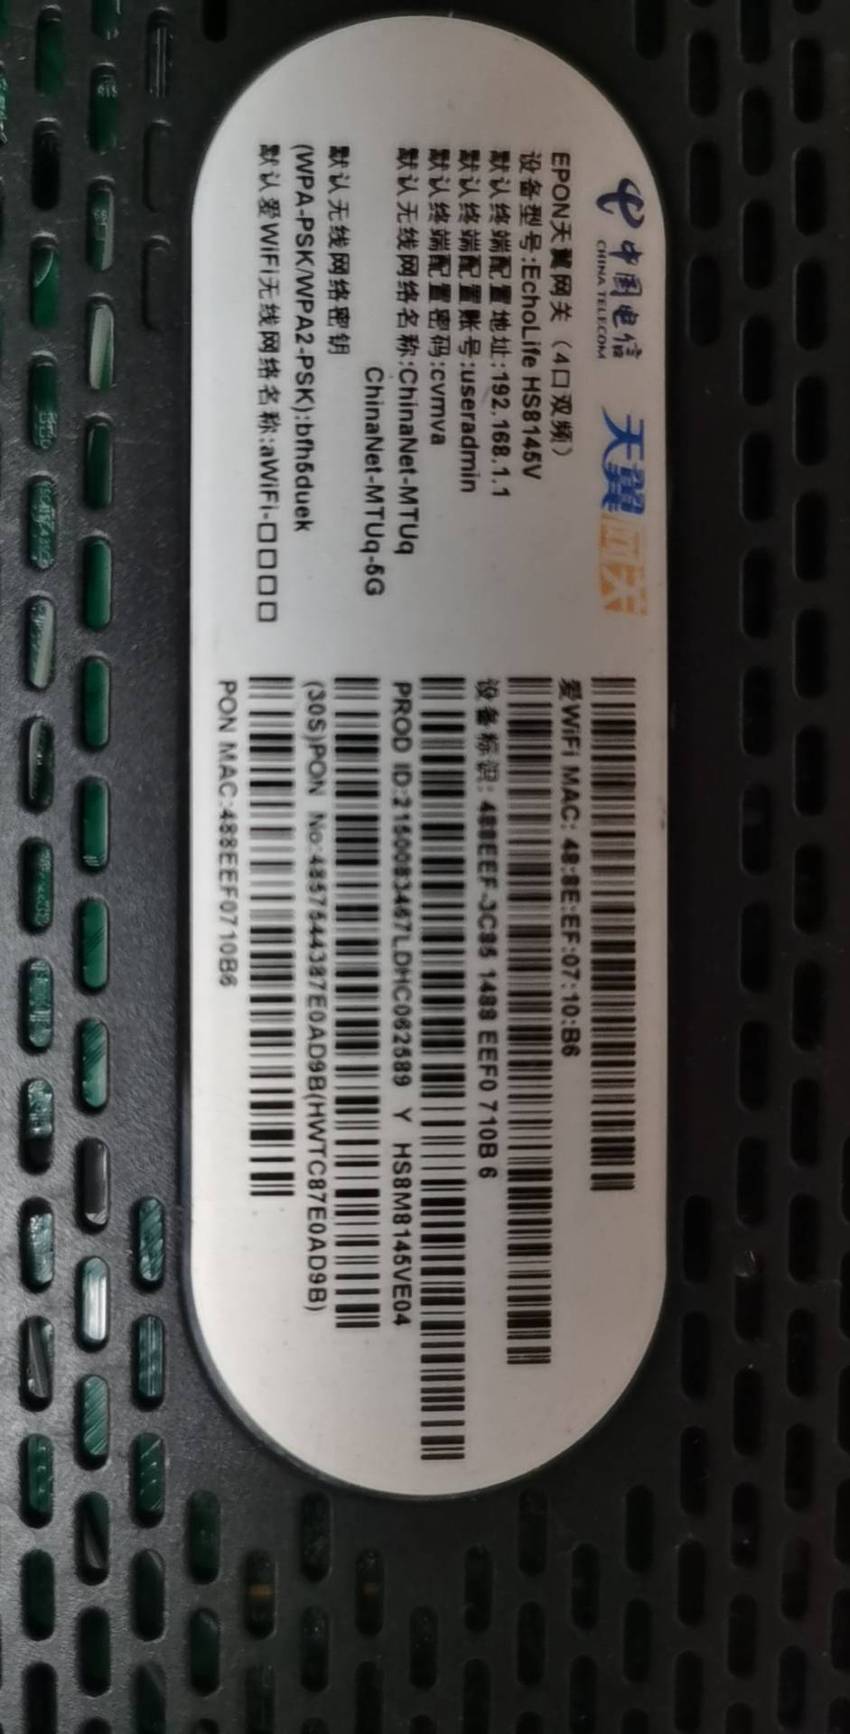 中国电信
CHINA TELECOM
天翼网关
EPON天翼网关（4口双频）
设备型号:EchoLife HS8145V
默认终端配置地址:192.168.1.1
默认终端配置账号:useradmin
默认终端配置密码:cvmva
默认无线网络名称:ChinaNet-MTUq
ChinaNet-MTUq-5G
默认无线网络密钥
(WPA-PSK/WPA2-PSK):bfh5duek
默认爱WiFi无线网络名称:aWiFi-□□□□
爱WiFi MAC: 48:8E:EF:07:10:B6
设备标识: 488EEF-3C35 1488 EEF0 710B 6
PROD ID:2150083467LDHC062589 Y HS8M8145VE04
(30S)PON No:4857544387E0AD9B(HWTC87E0AD9B)
PON MAC:488EEF0710B6